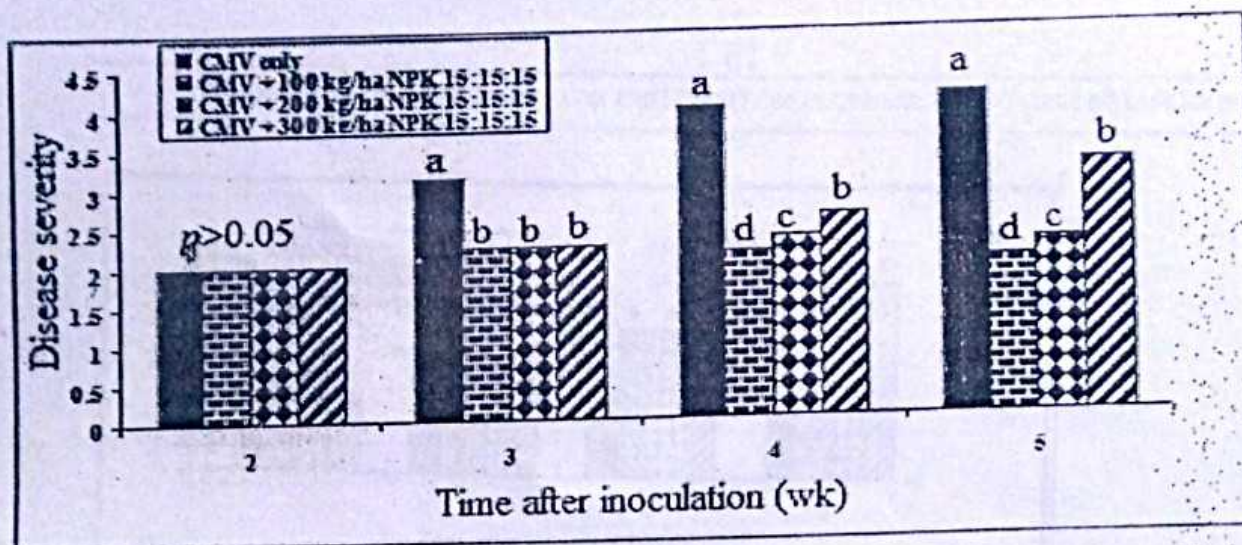 CMV only
CMV + 100 kg/ha NPK 15:15:15
CMV + 200 kg/ha NPK 15:15:15
CMV + 300 kg/ha NPK 15:15:15
4.5
4
3.5
3
2.5
2
1.5
1
0.5
0
Disease severity
p>0.05
a
b b b
a
d c b
a
d c b
2 3 4 5
Time after inoculation (wk)